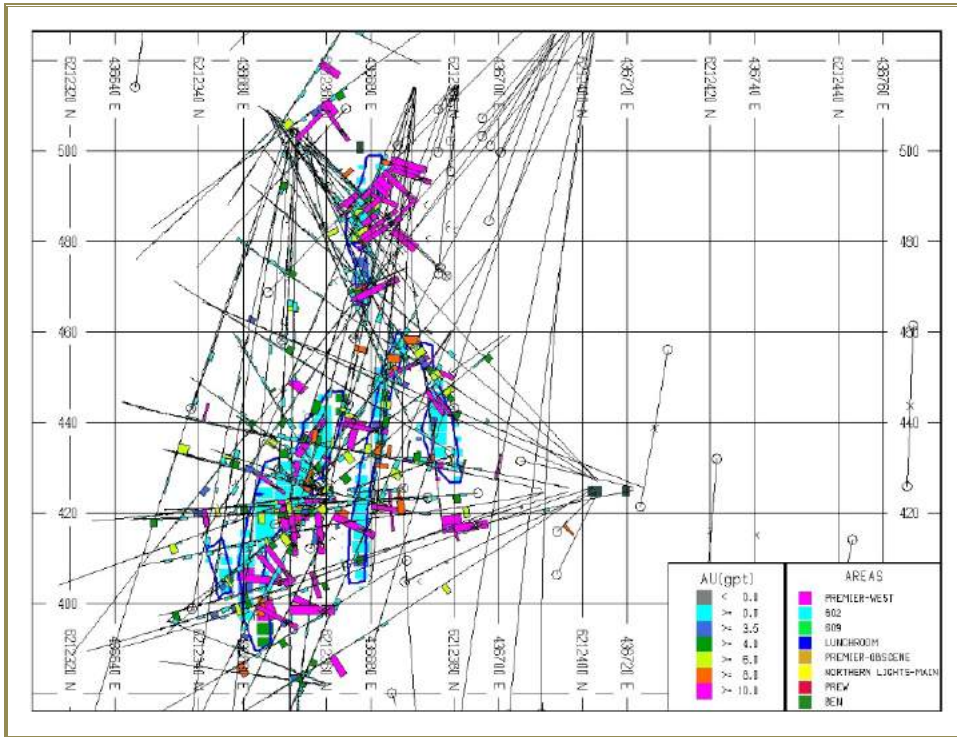 6212320 N
436640 E
6212340 N
436660 E
6212360 N
436680 E
6212380 N
436700 E
6212400 N
436720 E
6212420 N
436740 E
6212440 N
436760 E
500 500
480 480
460 460
440 440
420 420
400
6212320 N
436640 E
6212340 N
436660 E
6212360 N
436680 E
6212380 N
436700 E
6212400 N
436720 E
AU(gpt)
< 0.0
>= 0.0
>= 3.5
>= 4.0
>= 6.0
>= 8.0
>= 10.0
AREAS
PREMIER-WEST
602
609
LUNCHROOM
PREMIER-OBSCENE
NORTHERN LIGHTS-MAIN
PREW
BEN